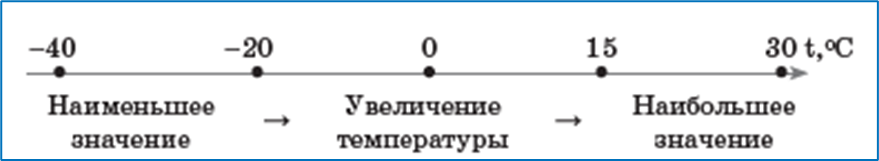 –40 –20 0 15 30 t,°C
Наименьшее → Увеличение → Наибольшее
значение температуры значение